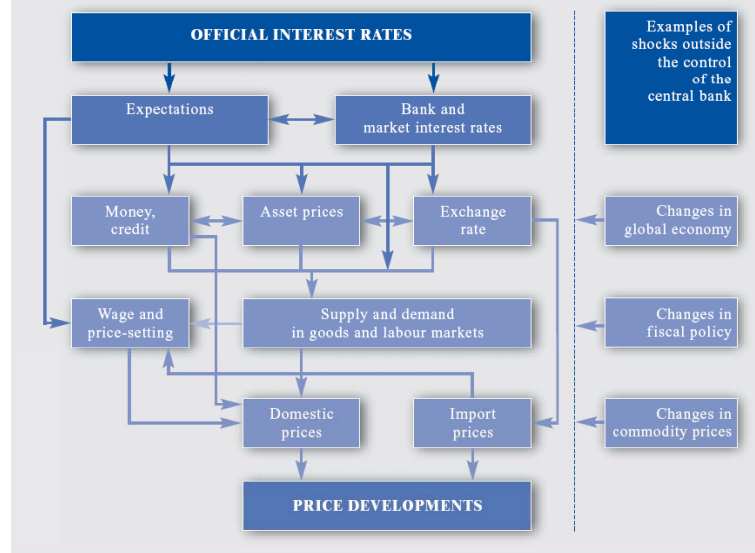 OFFICIAL INTEREST RATES
Examples of
shocks outside
the control
of the
central bank
Expectations
Bank and
market interest rates
Money,
credit
Asset prices
Exchange
rate
Changes in
global economy
Wage and
price-setting
Supply and demand
in goods and labour markets
Changes in
fiscal policy
Domestic
prices
Import
prices
Changes in
commodity prices
PRICE DEVELOPMENTS